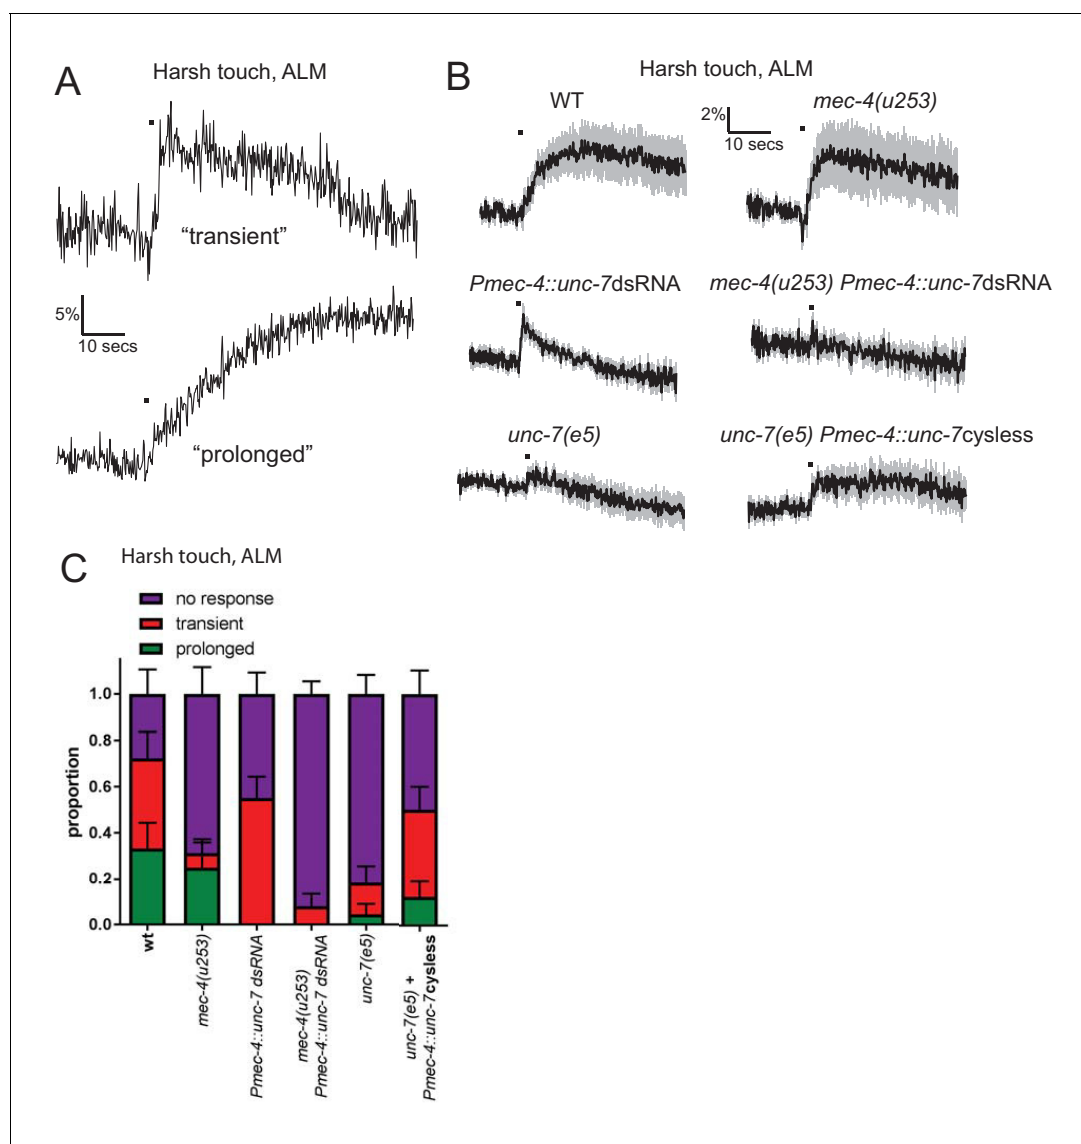 A
Harsh touch, ALM
“transient”
5%
10 secs
“prolonged”
B
Harsh touch, ALM
WT
mec-4(u253)
2%
10 secs
Pmec-4::unc-7dsRNA
mec-4(u253) Pmec-4::unc-7dsRNA
unc-7(e5)
unc-7(e5) Pmec-4::unc-7cysless
C
Harsh touch, ALM
no response
transient
prolonged
proportion
1.0
0.8
0.6
0.4
0.2
0.0
wt
mec-4(u253)
Pmec-4::unc-7 dsRNA
mec-4(u253)
Pmec-4::unc-7 dsRNA
unc-7(e5)
unc-7(e5) +
Pmec-4::unc-7cysless